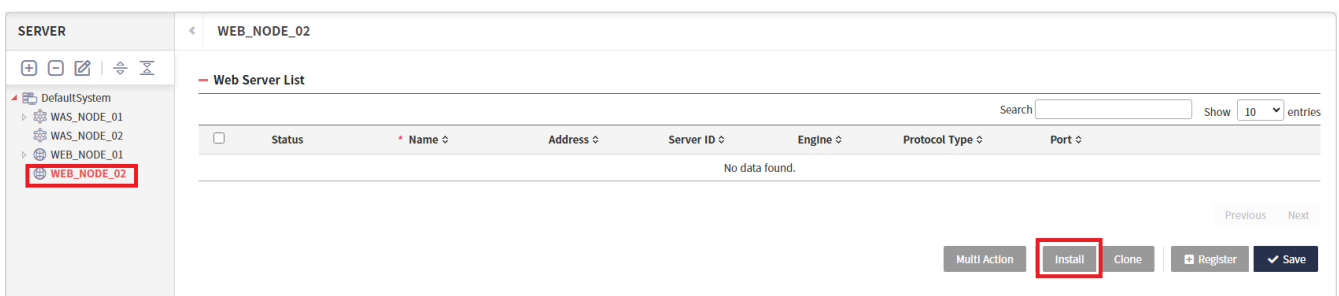 SERVER
WEB_NODE_02
DefaultSystem
WAS_NODE_01
WAS_NODE_02
WEB_NODE_01
WEB_NODE_02
Web Server List
Search Show 10 entries
Status * Name Address Server ID Engine Protocol Type Port
No data found.
Previous Next
Multi Action Install Clone Register Save